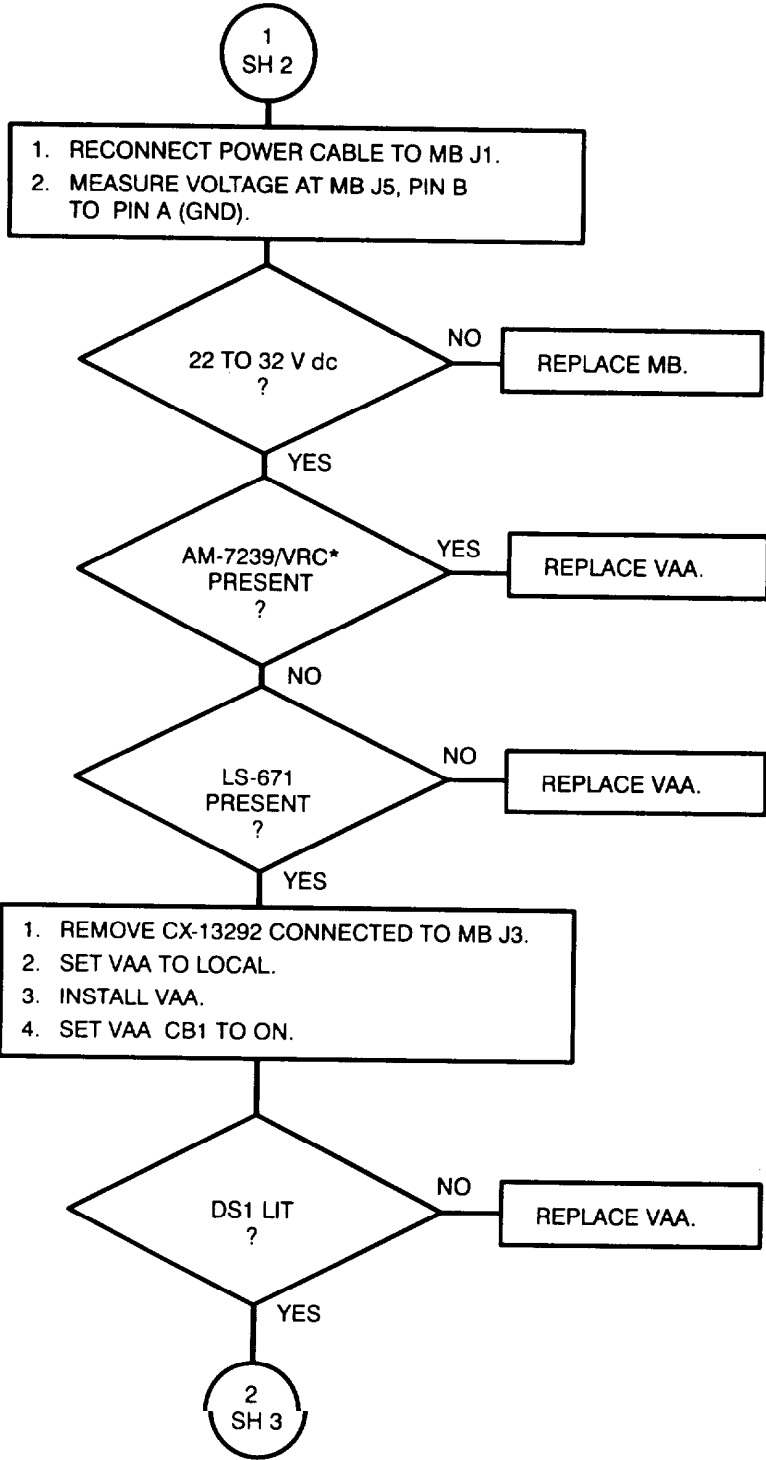 1
SH 2
1. RECONNECT POWER CABLE TO MB J1.
2. MEASURE VOLTAGE AT MB J5, PIN B
TO PIN A (GND).
22 TO 32 V dc
?
NO
REPLACE MB.
YES
AM-7239/VRC*
PRESENT
?
YES
REPLACE VAA.
NO
LS-671
PRESENT
?
NO
REPLACE VAA.
YES
1. REMOVE CX-13292 CONNECTED TO MB J3.
2. SET VAA TO LOCAL.
3. INSTALL VAA.
4. SET VAA CB1 TO ON.
DS1 LIT
?
NO
REPLACE VAA.
YES
2
SH 3